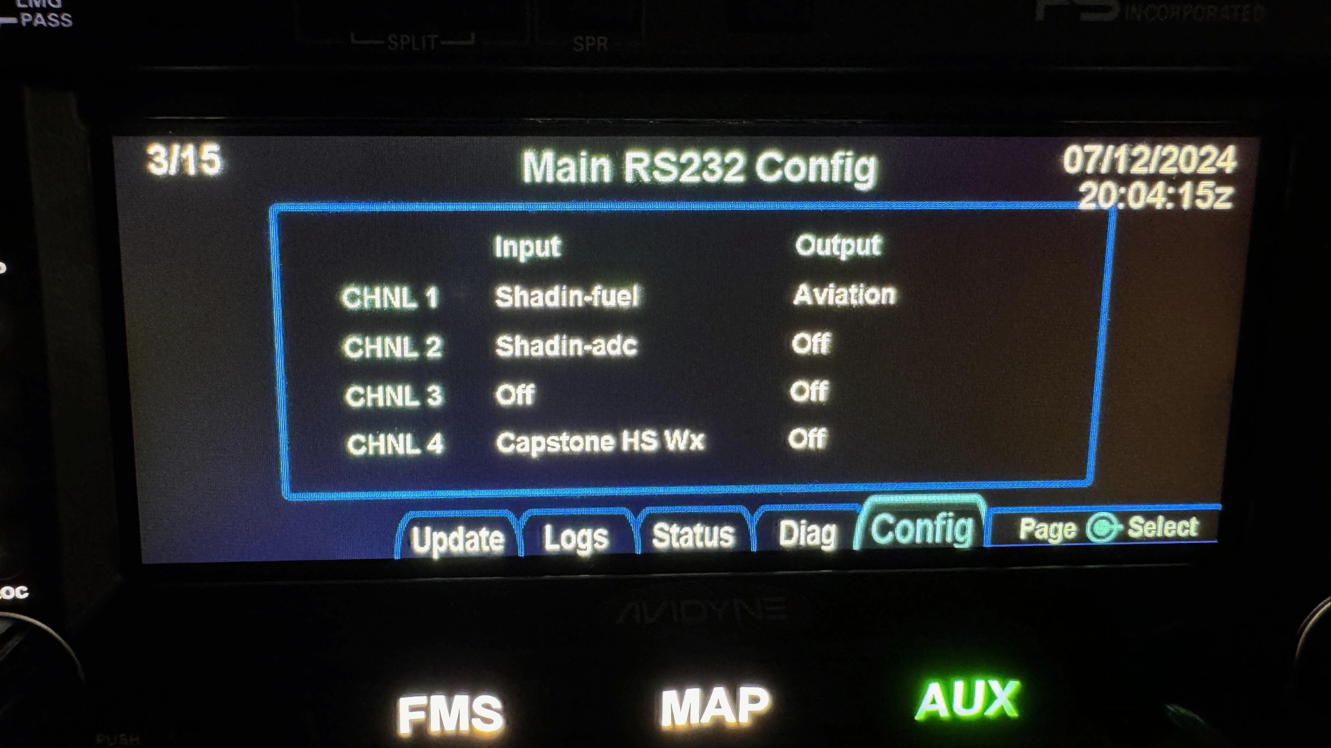 LMG
PASS
SPLIT
SPR
PS INCORPORATED
3/15
Main RS232 Config
07/12/2024
20:04:15z
Input Output
CHNL 1 Shadin-fuel Aviation
CHNL 2 Shadin-adc Off
CHNL 3 Off Off
CHNL 4 Capstone HS Wx Off
Update Logs Status Diag Config Page Select
AVIDYNE
FMS MAP AUX
PUSH